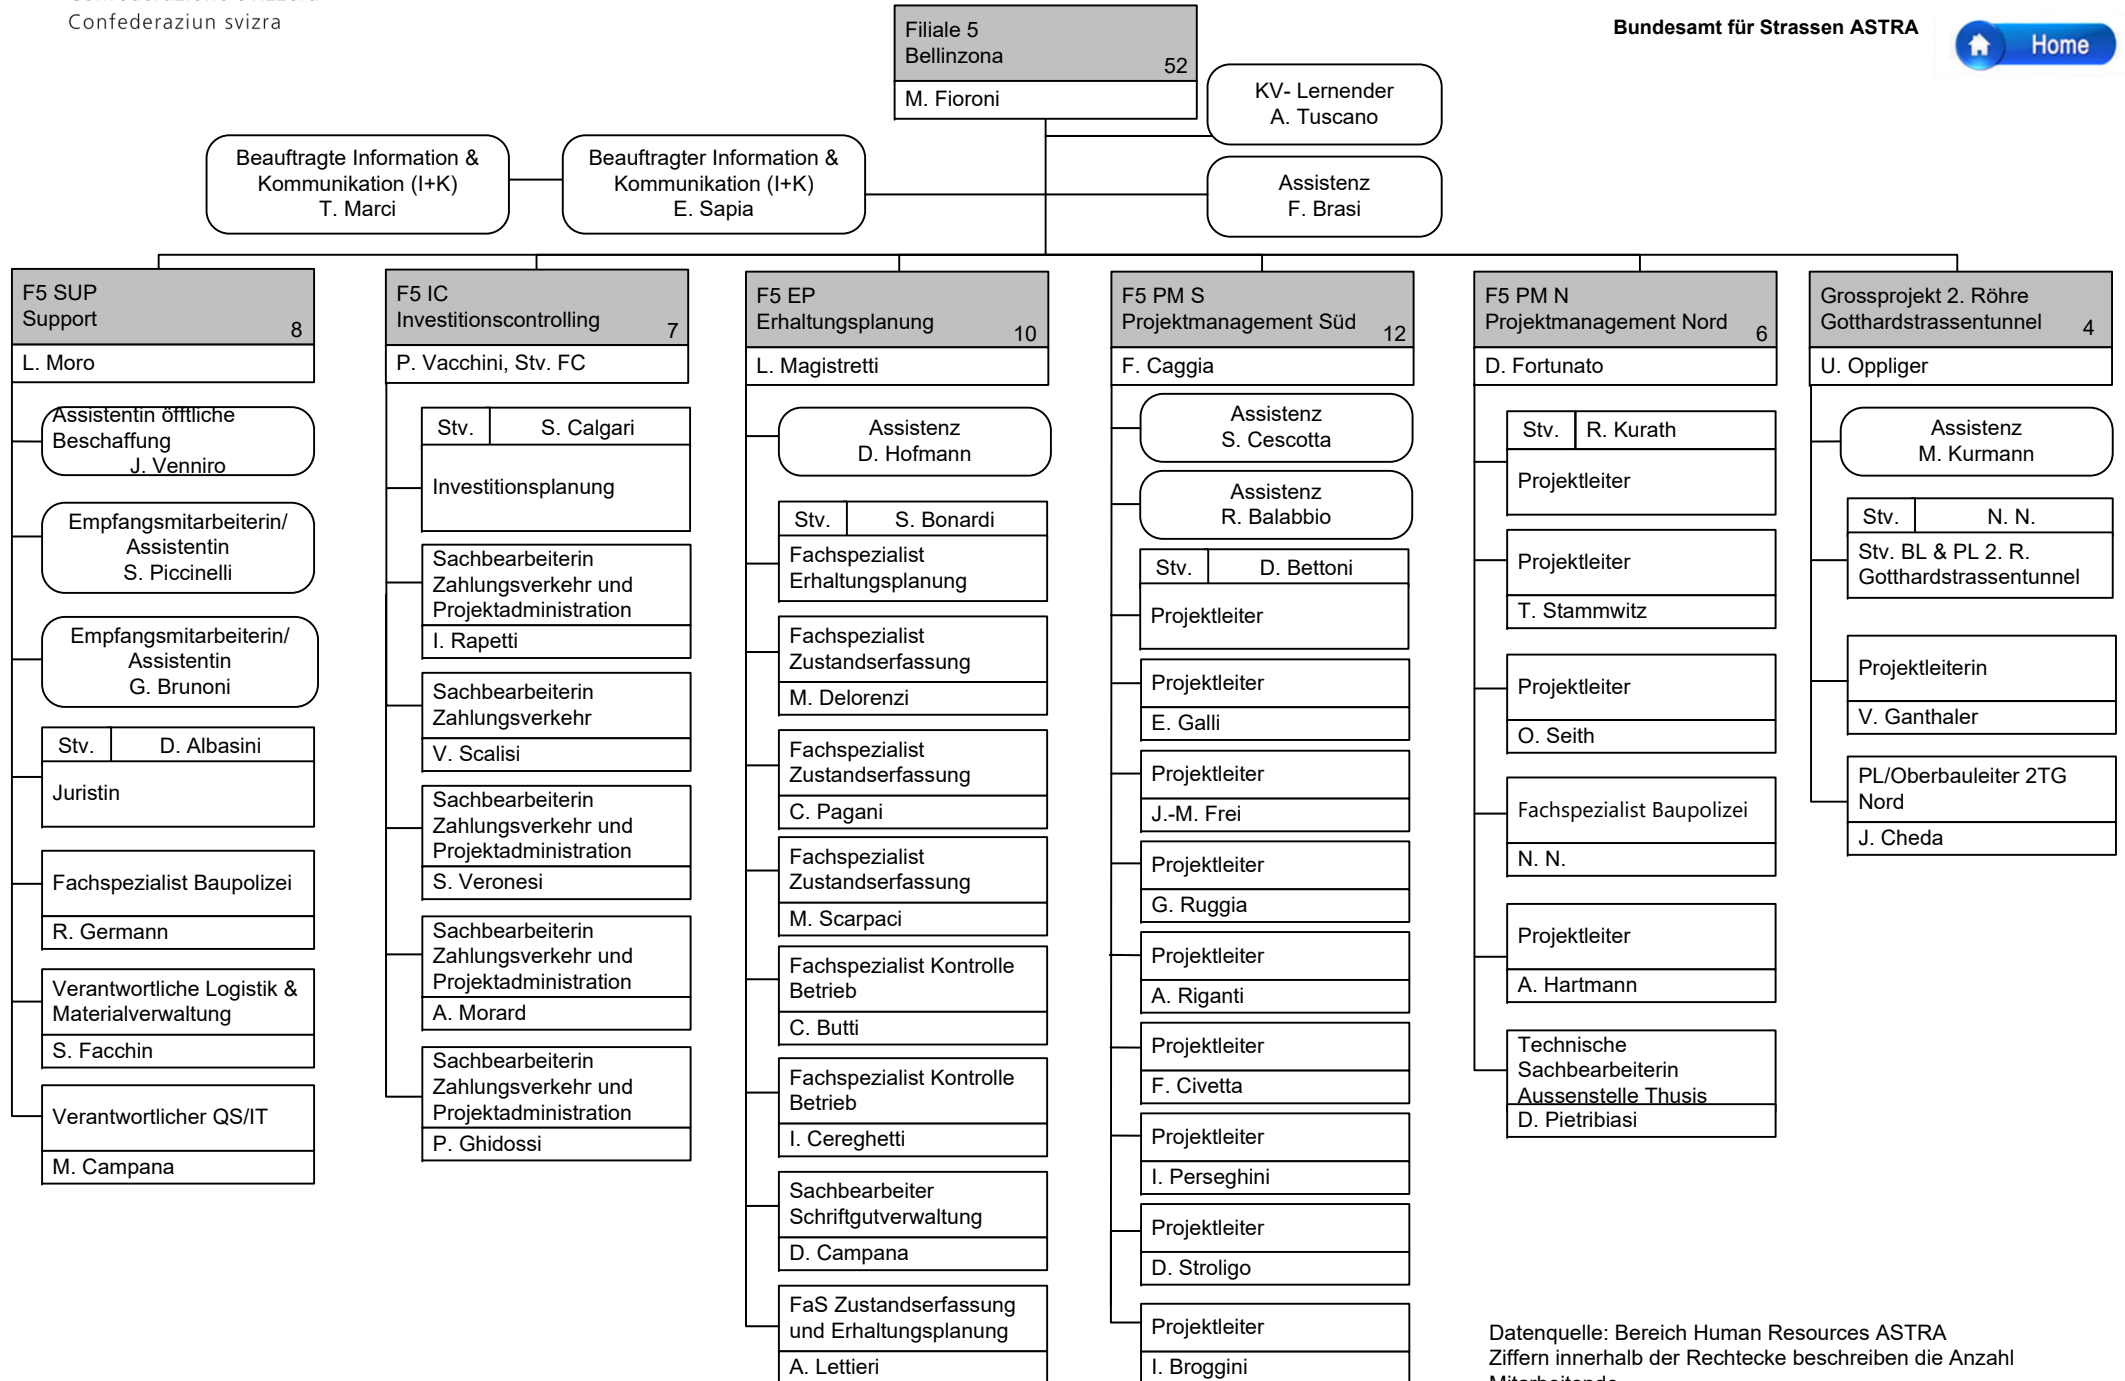 Confederaziun svizra
Filiale 5
Bellinzona
52
M. Fioroni
Bundesamt für Strassen ASTRA
Home
KV- Lernender
A. Tuscano
Beauftragte Information &
Kommunikation (I+K)
T. Marci
Beauftragter Information &
Kommunikation (I+K)
E. Sapia
Assistenz
F. Brasi
F5 SUP
Support
8
L. Moro
Assistentin öfftliche
Beschaffung
J. Venniro
Empfangsmitarbeiterin/
Assistentin
S. Piccinelli
Empfangsmitarbeiterin/
Assistentin
G. Brunoni
Stv. D. Albasini
Juristin
Fachspezialist Baupolizei
R. Germann
Verantwortliche Logistik &
Materialverwaltung
S. Facchin
Verantwortlicher QS/IT
M. Campana
F5 IC
Investitionscontrolling
7
P. Vacchini, Stv. FC
Stv. S. Calgari
Investitionsplanung
Sachbearbeiterin
Zahlungsverkehr und
Projektadministration
I. Rapetti
Sachbearbeiterin
Zahlungsverkehr
V. Scalisi
Sachbearbeiterin
Zahlungsverkehr und
Projektadministration
S. Veronesi
Sachbearbeiterin
Zahlungsverkehr und
Projektadministration
A. Morard
Sachbearbeiterin
Zahlungsverkehr und
Projektadministration
P. Ghidossi
F5 EP
Erhaltungsplanung
10
L. Magistretti
Assistenz
D. Hofmann
Stv. S. Bonardi
Fachspezialist
Erhaltungsplanung
Fachspezialist
Zustandserfassung
M. Delorenzi
Fachspezialist
Zustandserfassung
C. Pagani
Fachspezialist
Zustandserfassung
M. Scarpaci
Fachspezialist Kontrolle
Betrieb
C. Butti
Fachspezialist Kontrolle
Betrieb
I. Cereghetti
Sachbearbeiter
Schriftgutverwaltung
D. Campana
FaS Zustandserfassung
und Erhaltungsplanung
A. Lettieri
F5 PM S
Projektmanagement Süd
12
F. Caggia
Assistenz
S. Cescotta
Assistenz
R. Balabbio
Stv. D. Bettoni
Projektleiter
Projektleiter
E. Galli
Projektleiter
J.-M. Frei
Projektleiter
G. Ruggia
Projektleiter
A. Riganti
Projektleiter
F. Civetta
Projektleiter
I. Perseghini
Projektleiter
D. Stroligo
Projektleiter
I. Broggini
F5 PM N
Projektmanagement Nord
6
D. Fortunato
Stv. R. Kurath
Projektleiter
Projektleiter
T. Stammwitz
Projektleiter
O. Seith
Fachspezialist Baupolizei
N. N.
Projektleiter
A. Hartmann
Technische
Sachbearbeiterin
Aussenstelle Thusis
D. Pietribiasi
Grossprojekt 2. Röhre
Gotthardstrassentunnel
4
U. Oppliger
Assistenz
M. Kurmann
Stv. N. N.
Stv. BL & PL 2. R.
Gotthardstrassentunnel
Projektleiterin
V. Ganthaler
PL/Oberbauleiter 2TG
Nord
J. Cheda
Datenquelle: Bereich Human Resources ASTRA
Ziffern innerhalb der Rechtecke beschreiben die Anzahl